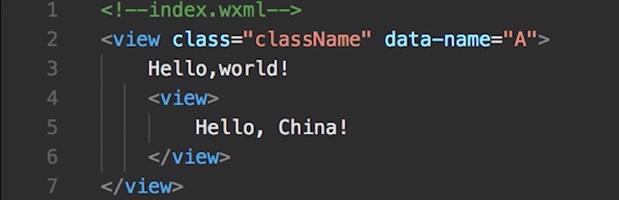 1 <!--index.wxml-->
2 <view class="className" data-name="A">
3 Hello,world!
4 <view>
5 Hello, China!
6 </view>
7 </view>